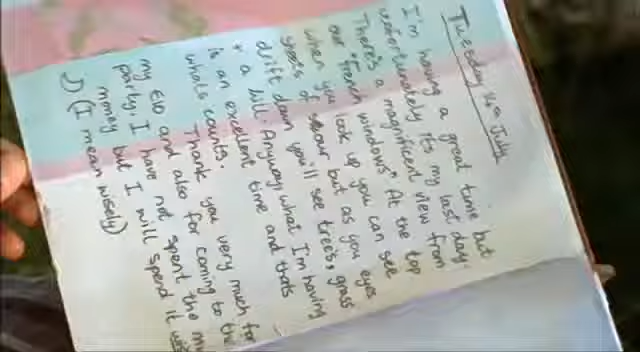 Tuesday 16th July
I'm having a great time but
unfortunately it's my last day.
There's a magnificent view from
our "french windows". At the top
when you look up you can see
sheets of but as you eyes
drift down you'll see trees, grass
+ a hill. Anyway what I'm having
is an excellent time and thats
whats counts.
Thank you very much for
my €10 and also for coming to the
party. I have not spent the
money but I will spend it
:) (I mean wisely)